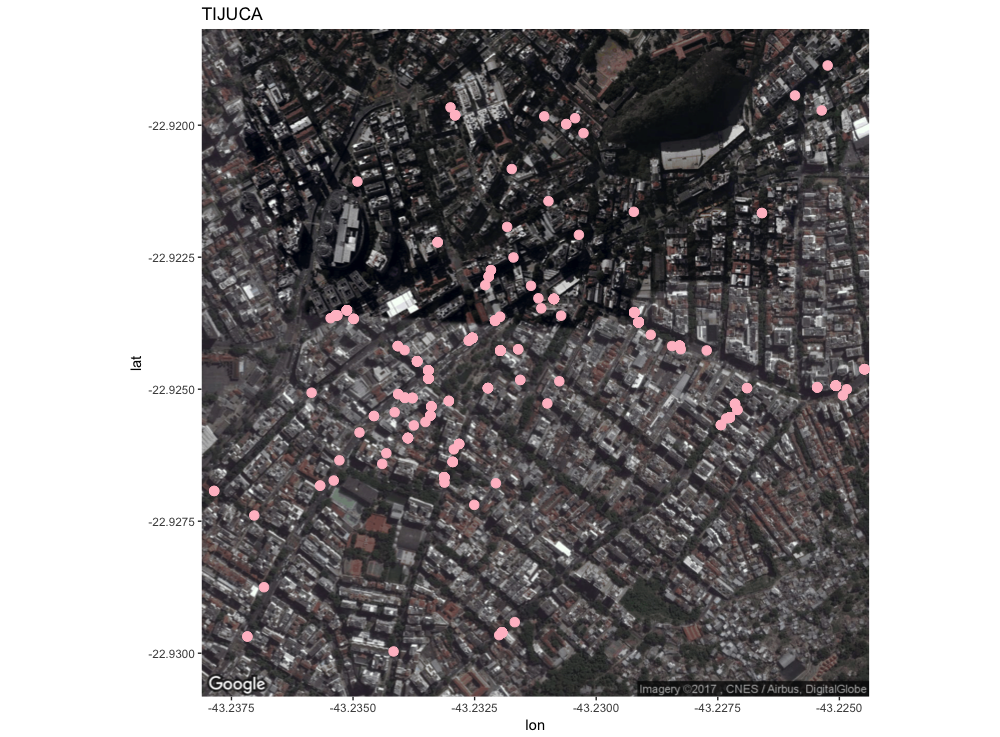 TIJUCA
lat
-22.9200
-22.9225
-22.9250
-22.9275
-22.9300
Google
Imagery ©2017 , CNES / Airbus, DigitalGlobe
-43.2375 -43.2350 -43.2325 -43.2300 -43.2275 -43.2250
lon